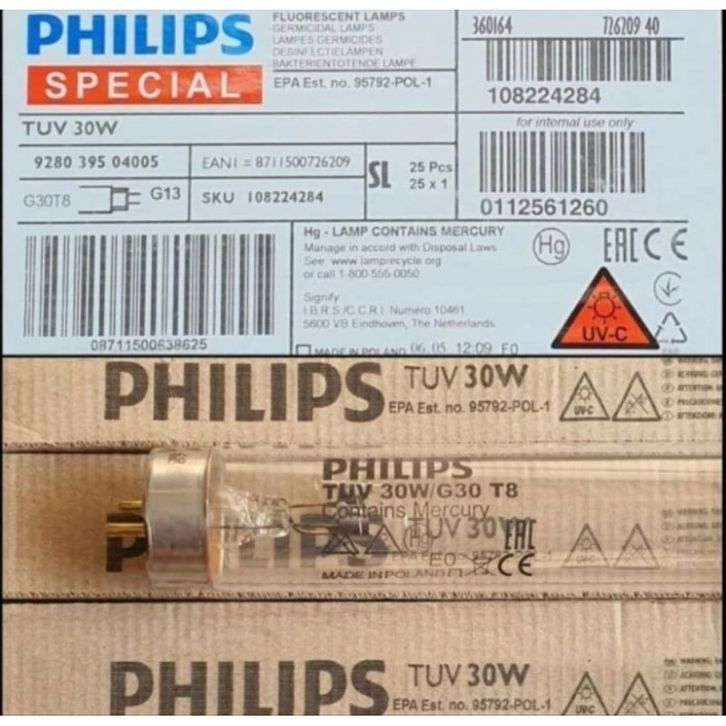 PHILIPS
SPECIAL
FLUORESCENT LAMPS
GERMICIDAL LAMPS
LAMPES GERMICIDES
DESINFECTIELAMPEN
BAKTERIENTOTENDE LAMPE
EPA Est. no. 95792-POL-1
360164 726209 40
108224284
TUV 30W
for internal use only
9280 395 04005
EAN1 = 8711500726209
SL
25 Pcs
25 x 1
G30T8 G13
SKU 108224284
0112561260
Hg - LAMP CONTAINS MERCURY
Manage in accord with Disposal Laws
See: www.lamprecycle.org
or call 1-800-555-0050
Hg EAC CE
Signify
I.B.R.S./C.C.R.I. Numéro 10461
5600 VB Eindhoven, The Netherlands
UV-C
08711500638625
MADE IN POLAND 06.05 12:09 E0
PHILIPS TUV 30W
EPA Est. no. 95792-POL-1
UV-C
WARNING
ATTENTION
PHILIPS
TUV 30W/G30 T8
Contains Mercury
TUV 30W
EAC
E0
CE
MADE IN POLAND
PHILIPS TUV 30W
EPA Est. no. 95792-POL-1
UV-C